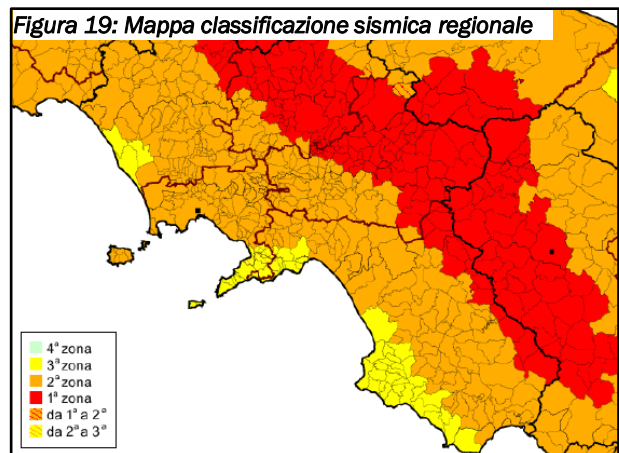 Figura 19: Mappa classificazione sismica regionale
4ª zona
3ª zona
2ª zona
1ª zona
da 1ª a 2ª
da 2ª a 3ª